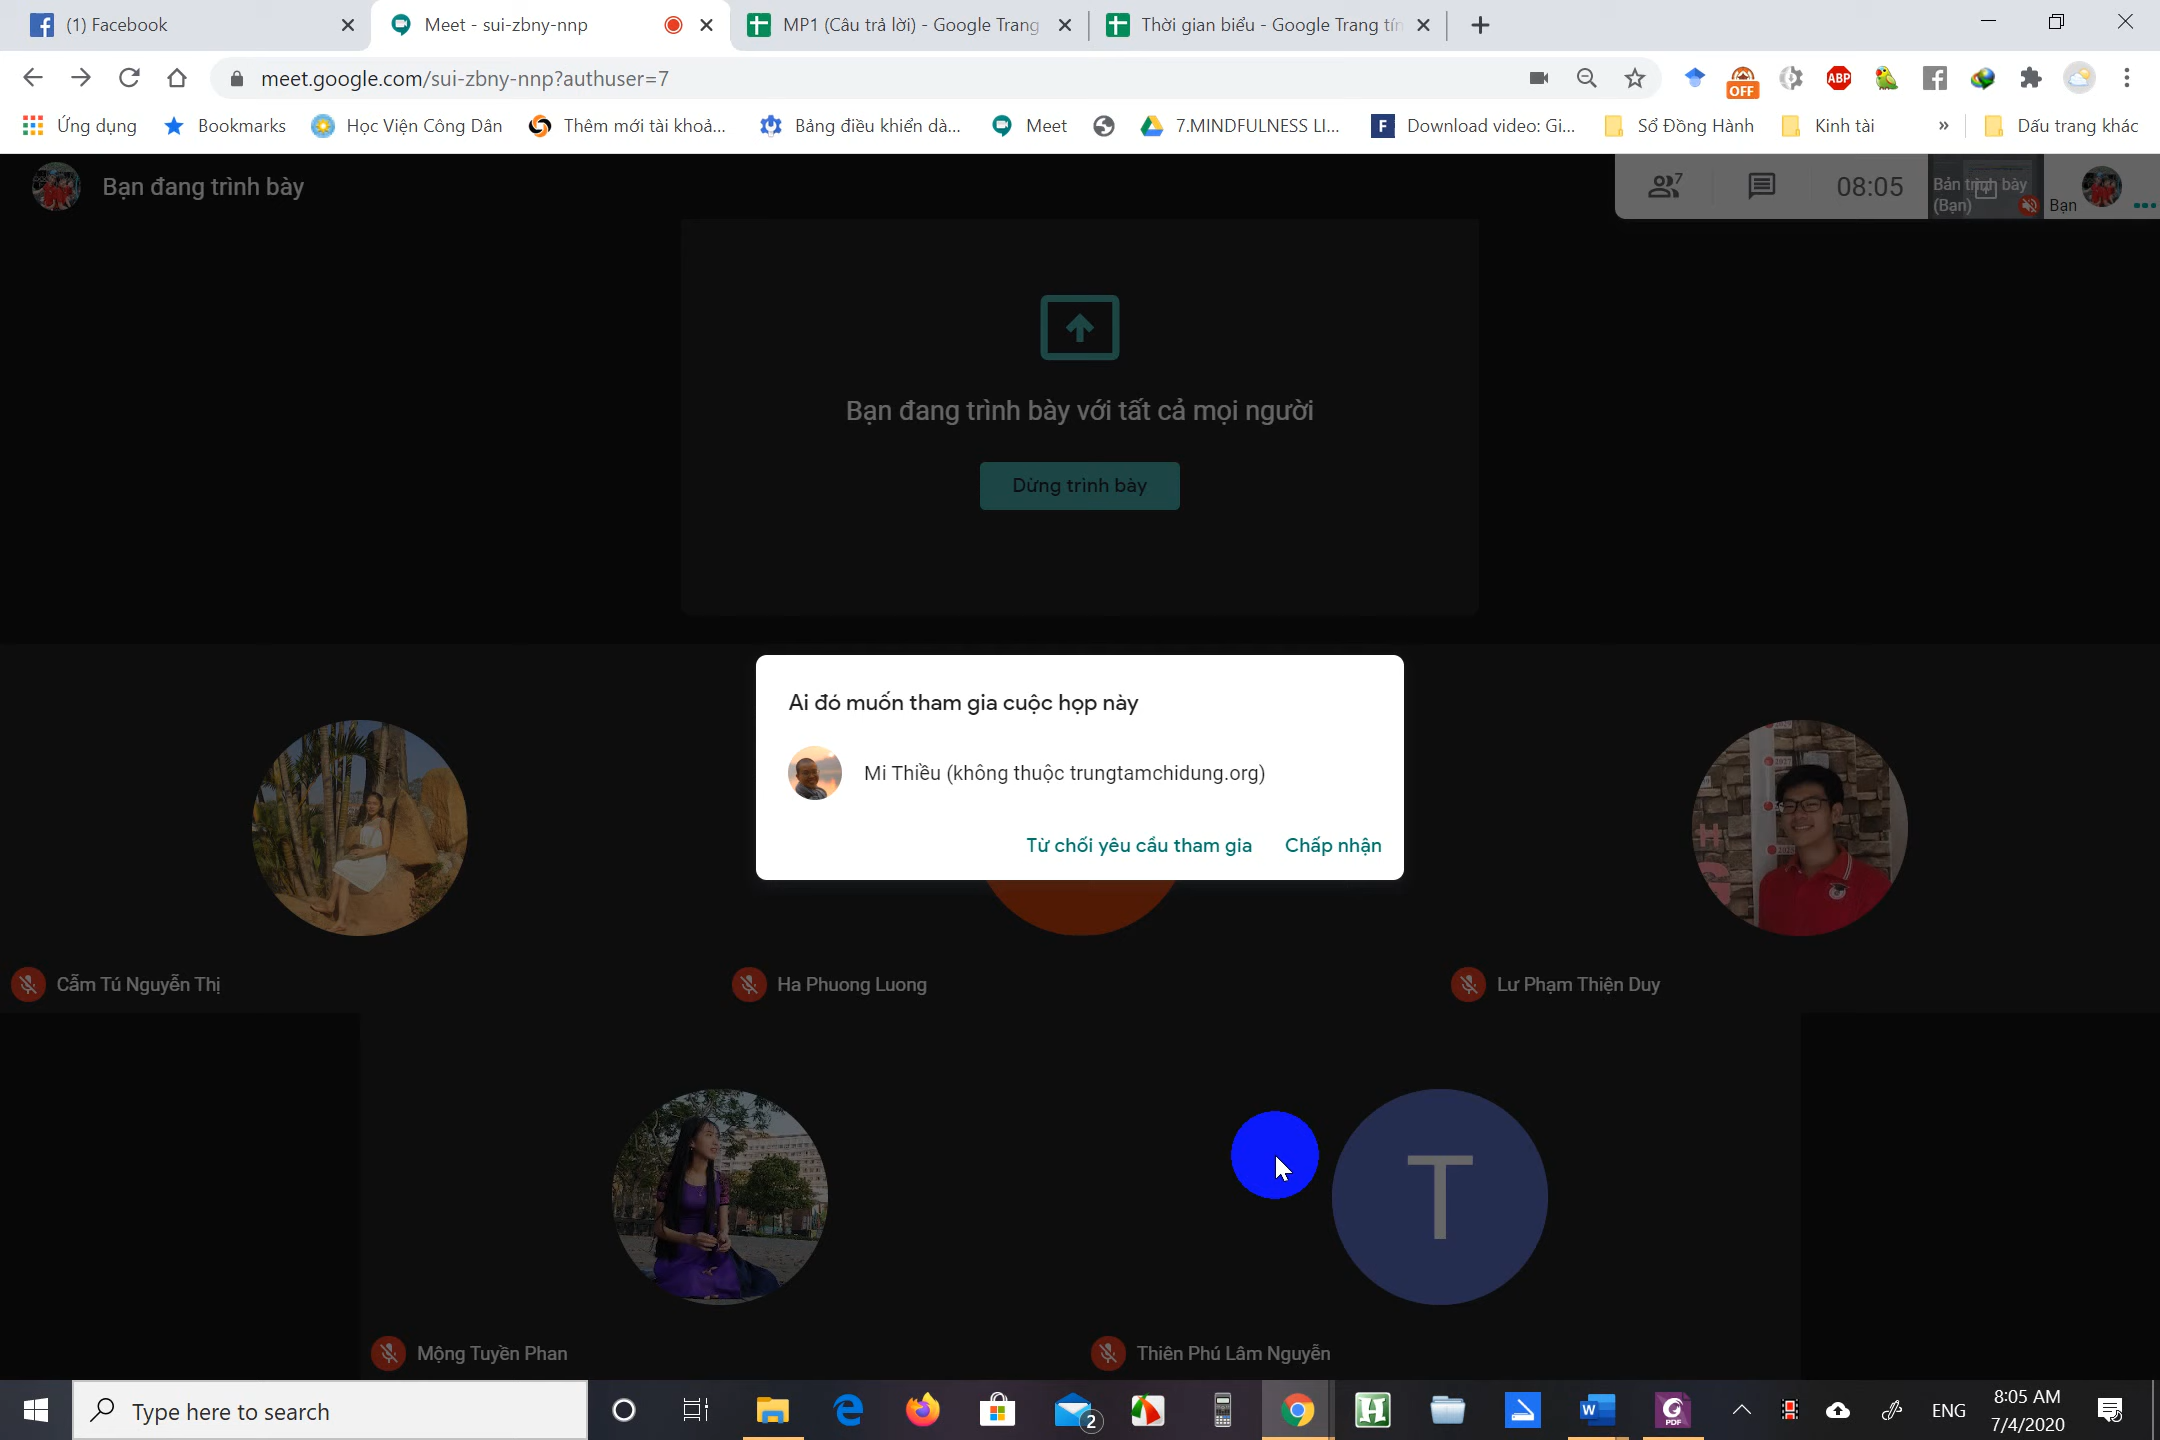 (1) Facebook
Meet - sui-zbny-nnp
MP1 (Câu trả lời) - Google Trang
Thời gian biểu - Google Trang tín
meet.google.com/sui-zbny-nnp?authuser=7
OFF
ABP
Ứng dụng
Bookmarks
Học Viện Công Dân
Thêm mới tài khoả...
Bảng điều khiển dà...
Meet
7.MINDFULNESS LI...
F
Download video: Gi...
Sổ Đồng Hành
Kinh tài
»
Dấu trang khác
Bạn đang trình bày
7
08:05
Bản trình bày
(Bạn)
Bạn
Bạn đang trình bày với tất cả mọi người
Dừng trình bày
Ai đó muốn tham gia cuộc họp này
Mi Thiều (không thuộc trungtamchidung.org)
Từ chối yêu cầu tham gia
Chấp nhận
Cẩm Tú Nguyễn Thị
Ha Phuong Luong
Lư Phạm Thiện Duy
T
Mộng Tuyền Phan
Thiên Phú Lâm Nguyễn
Type here to search
2
W
PDF
ENG
8:05 AM
7/4/2020